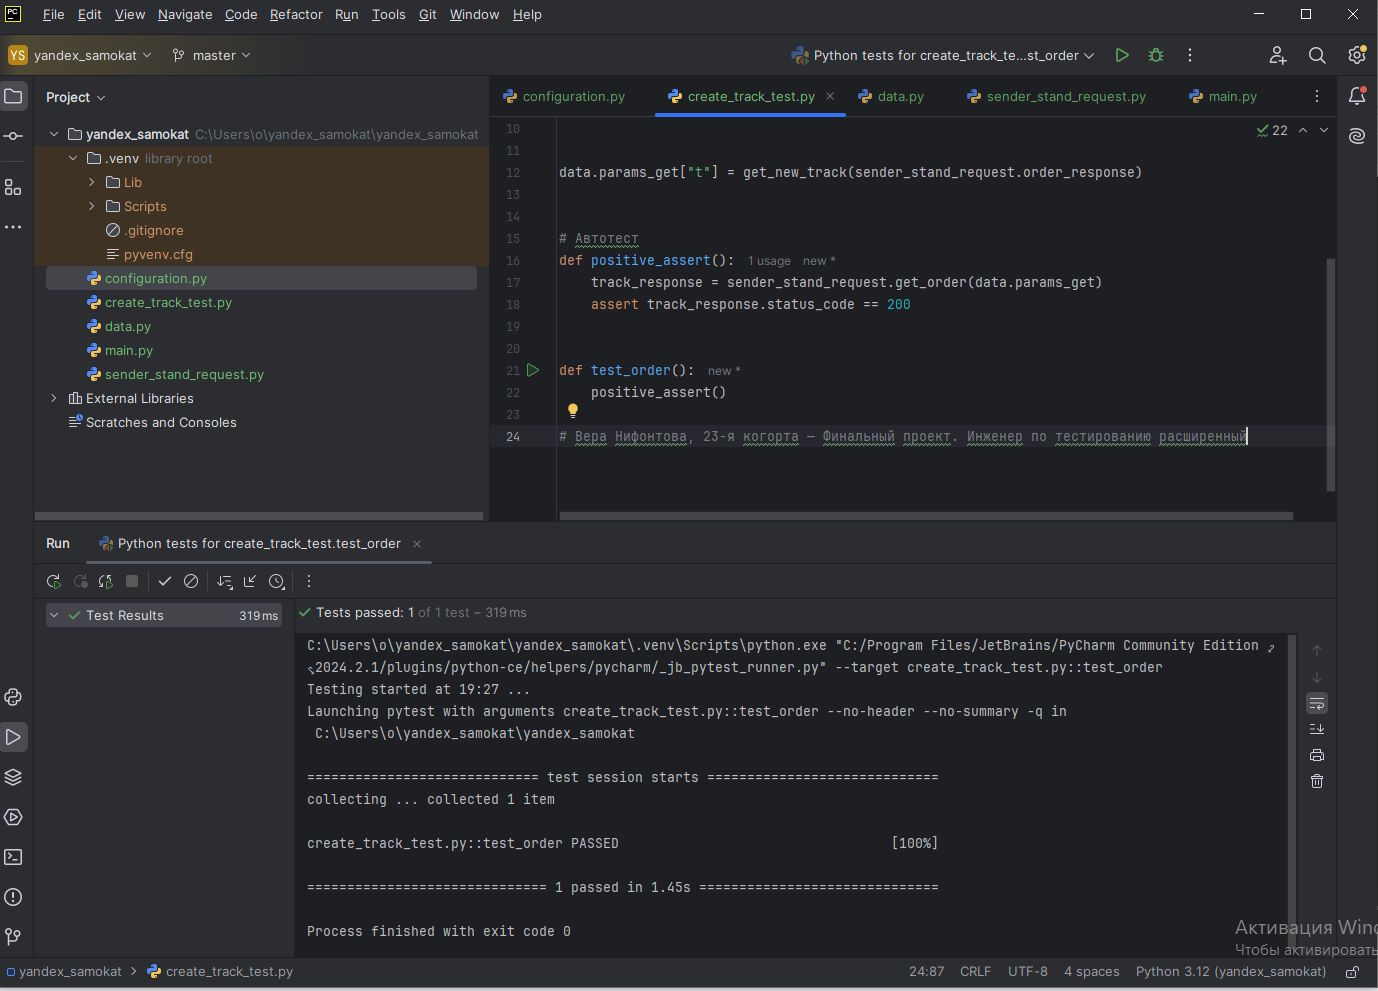 PC File Edit View Navigate Code Refactor Run Tools Git Window Help
YS yandex_samokat master Python tests for create_track_te...st_order
Project
yandex_samokat C:\Users\o\yandex_samokat\yandex_samokat
.venv library root
Lib
Scripts
.gitignore
pyvenv.cfg
configuration.py
create_track_test.py
data.py
main.py
sender_stand_request.py
External Libraries
Scratches and Consoles
configuration.py create_track_test.py data.py sender_stand_request.py main.py
22
10
11
12 data.params_get["t"] = get_new_track(sender_stand_request.order_response)
13
14
15 # Автотест
16 def positive_assert(): 1 usage new *
17 track_response = sender_stand_request.get_order(data.params_get)
18 assert track_response.status_code == 200
19
20
21 def test_order(): new *
22 positive_assert()
23
24 # Вера Нифонтова, 23-я когорта — Финальный проект. Инженер по тестированию расширенный
Run Python tests for create_track_test.test_order
Test Results 319 ms
Tests passed: 1 of 1 test – 319 ms
C:\Users\o\yandex_samokat\yandex_samokat\.venv\Scripts\python.exe "C:/Program Files/JetBrains/PyCharm Community Edition
2024.2.1/plugins/python-ce/helpers/pycharm/_jb_pytest_runner.py" --target create_track_test.py::test_order
Testing started at 19:27 ...
Launching pytest with arguments create_track_test.py::test_order --no-header --no-summary -q in
C:\Users\o\yandex_samokat\yandex_samokat
============================= test session starts =============================
collecting ... collected 1 item
create_track_test.py::test_order PASSED [100%]
============================== 1 passed in 1.45s ==============================
Process finished with exit code 0
Активация Win
Чтобы активировать
yandex_samokat create_track_test.py 24:87 CRLF UTF-8 4 spaces Python 3.12 (yandex_samokat)